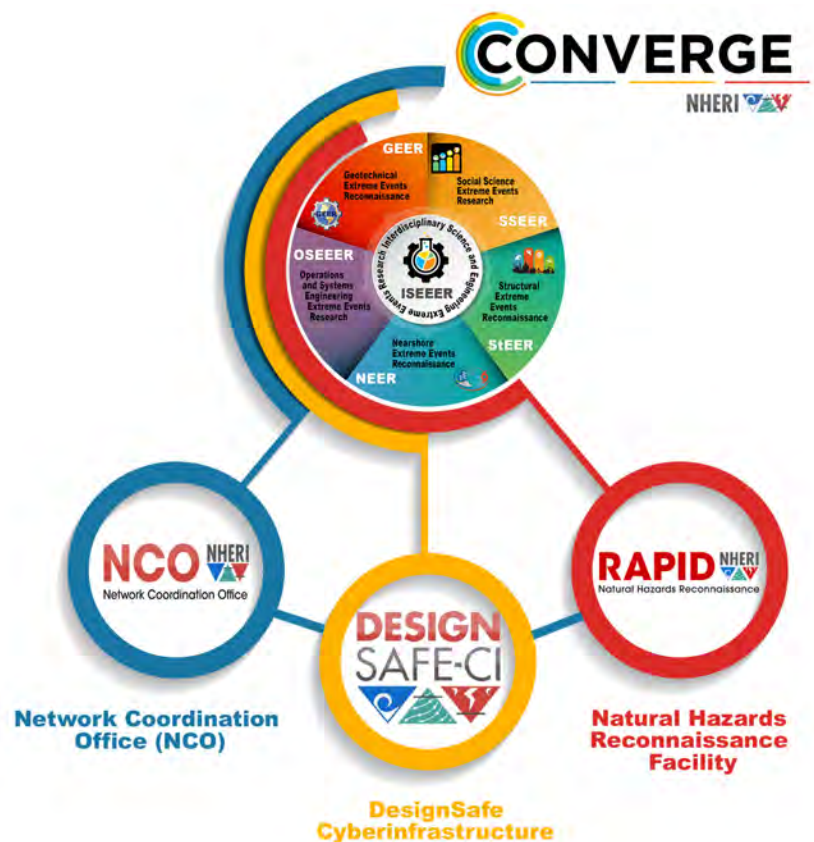 CONVERGE
NHERI
GEER
Geotechnical
Extreme Events
Reconnaissance
GEER
Social Science
Extreme Events
Research
SSEER
OSEEER
Operations
and Systems
Engineering
Extreme Events
Research
Interdisciplinary Science and Engineering Extreme Events Research
ISEEER
Structural
Extreme
Events
Reconnaissance
StEER
Nearshore
Extreme Events
Reconnaissance
NEER
NCO NHERI
Network Coordination Office
RAPID NHERI
Natural Hazards Reconnaissance
DESIGN
SAFE-CI
Network Coordination
Office (NCO)
Natural Hazards
Reconnaissance
Facility
DesignSafe
Cyberinfrastructure